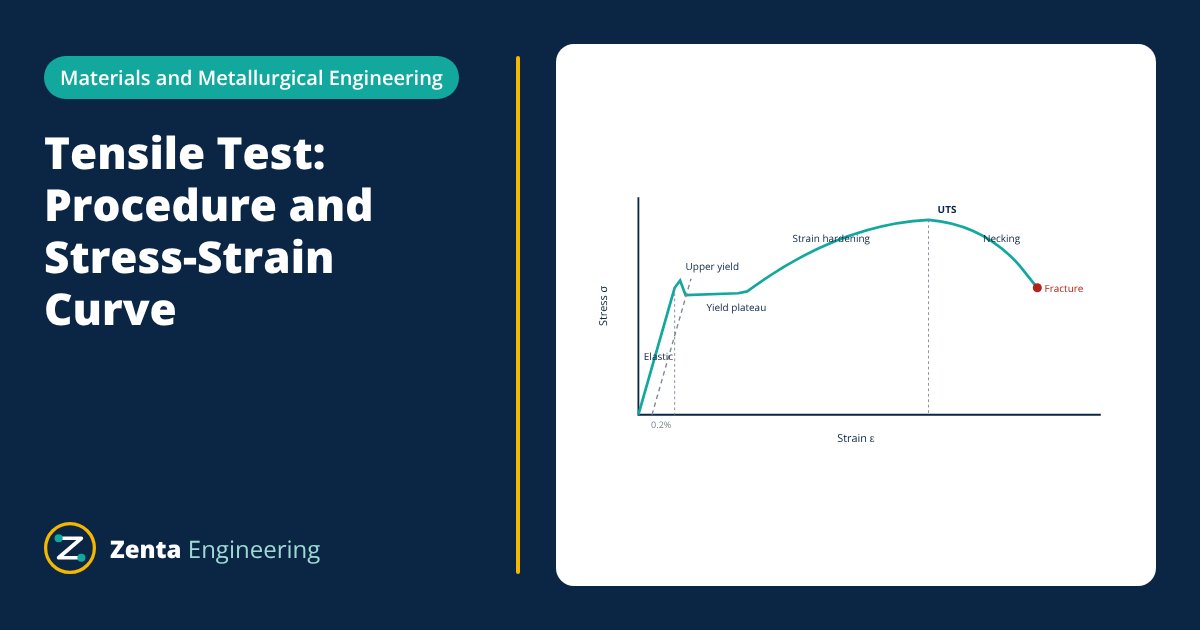 Materials and Metallurgical Engineering
Tensile Test:
Procedure and
Stress-Strain
Curve
Zenta Engineering
UTS
Strain hardening
Necking
Upper yield
Fracture
Yield plateau
Stress σ
Elastic
0.2%
Strain ε